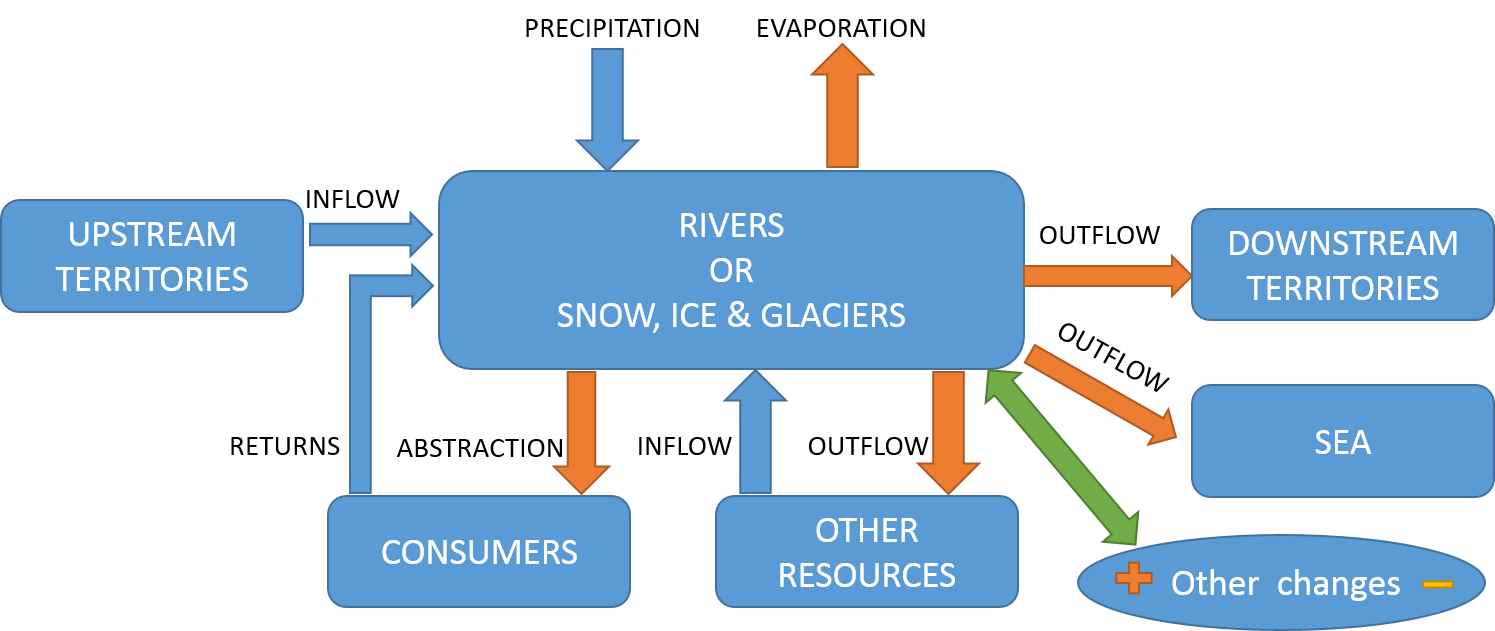 PRECIPITATION
EVAPORATION
INFLOW
UPSTREAM
TERRITORIES
RIVERS
OR
SNOW, ICE & GLACIERS
OUTFLOW
DOWNSTREAM
TERRITORIES
OUTFLOW
SEA
RETURNS
ABSTRACTION
INFLOW
OUTFLOW
CONSUMERS
OTHER
RESOURCES
+ Other changes −